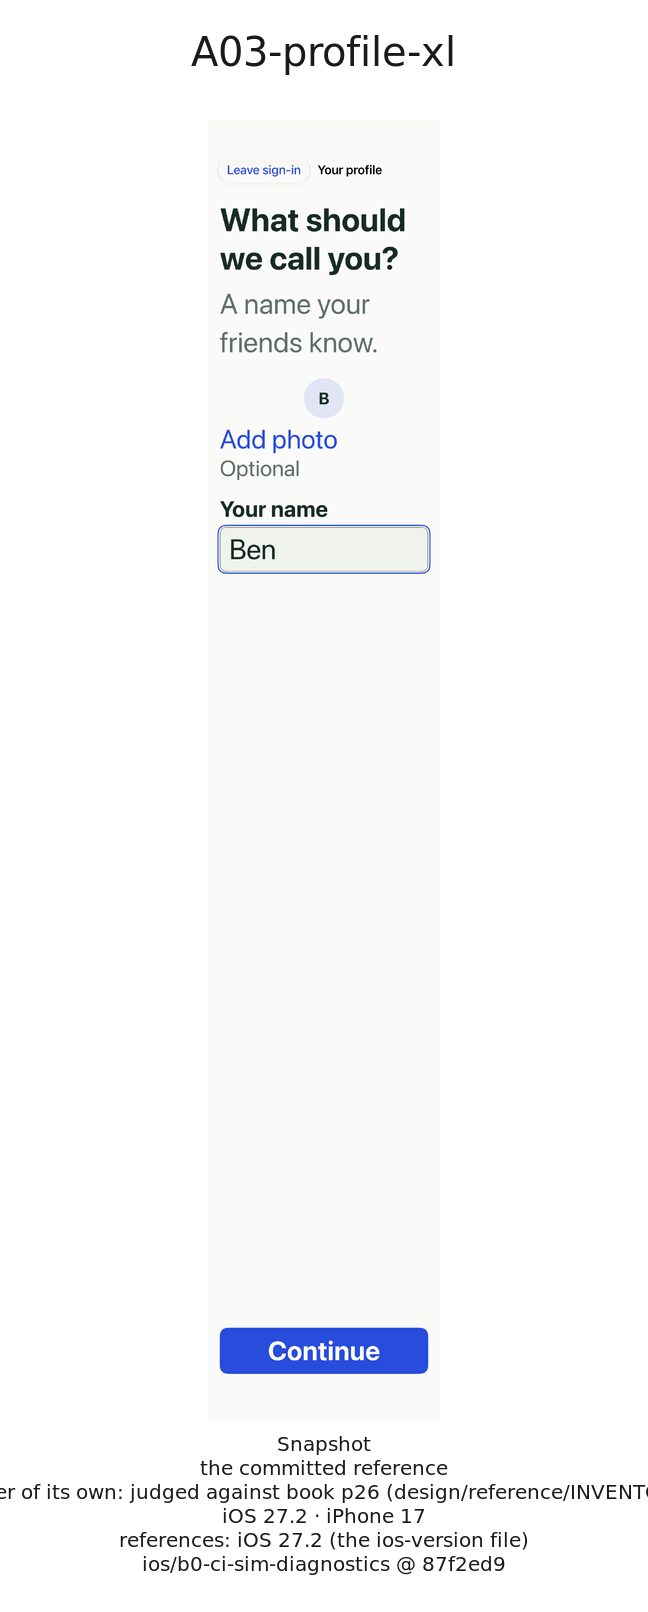 A03-profile-xl
Leave sign-in Your profile
What should
we call you?
A name your
friends know.
B
Add photo
Optional
Your name
Ben
Continue
Snapshot
the committed reference
of its own: judged against book p26 (design/reference/
iOS 27.2 · iPhone 17
references: iOS 27.2 (the ios-version file)
ios/b0-ci-sim-diagnostics @ 87f2ed9